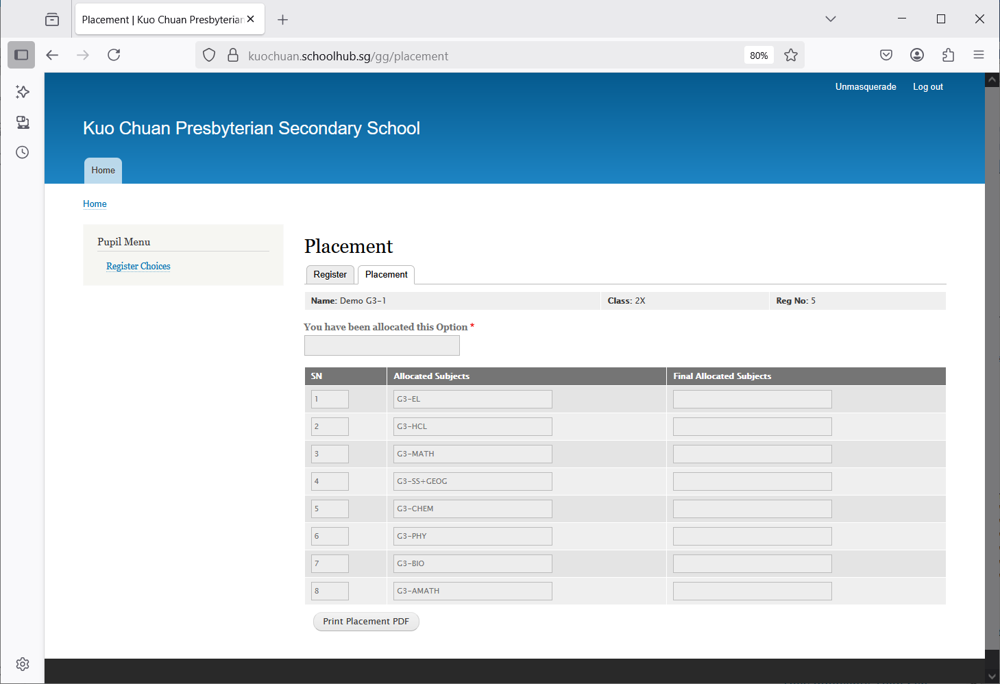 Placement | Kuo Chuan Presbyterian
kuochuan.schoolhub.sg/gg/placement
80%
Unmasquerade Log out
Kuo Chuan Presbyterian Secondary School
Home
Home
Pupil Menu
Register Choices
Placement
Register Placement
Name: Demo G3-1 Class: 2X Reg No: 5
You have been allocated this Option *
SN Allocated Subjects Final Allocated Subjects
1 G3-EL
2 G3-HCL
3 G3-MATH
4 G3-SS+GEOG
5 G3-CHEM
6 G3-PHY
7 G3-BIO
8 G3-AMATH
Print Placement PDF